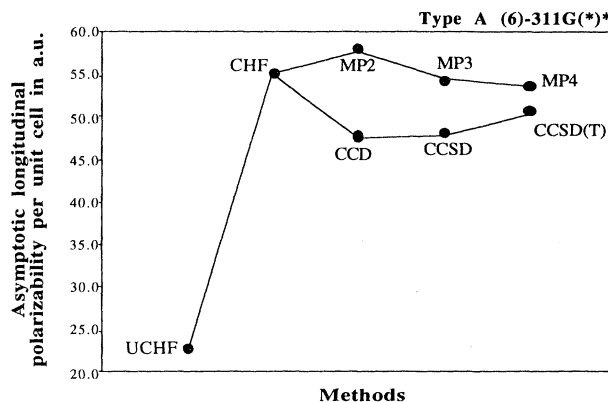 Type A (6)-311G(*)*
Asymptotic longitudinal
polarizability per unit cell in a.u.
60.0
55.0
50.0
45.0
40.0
35.0
30.0
25.0
20.0
CHF
MP2
MP3
MP4
CCD
CCSD
CCSD(T)
UCHF
Methods